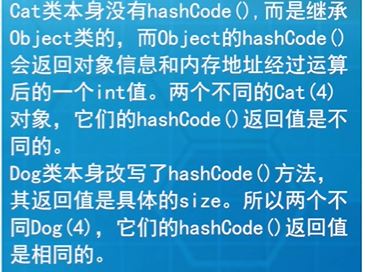 Cat类本身没有hashCode(),而是继承
Object类的，而Object的hashCode()
会返回对象信息和内存地址经过运算
后的一个int值。两个不同的Cat(4)
对象，它们的hashCode()返回值是不
同的。
Dog类本身改写了hashCode()方法，
其返回值是具体的size。所以两个不
同Dog(4)，它们的hashCode()返回值
是相同的。